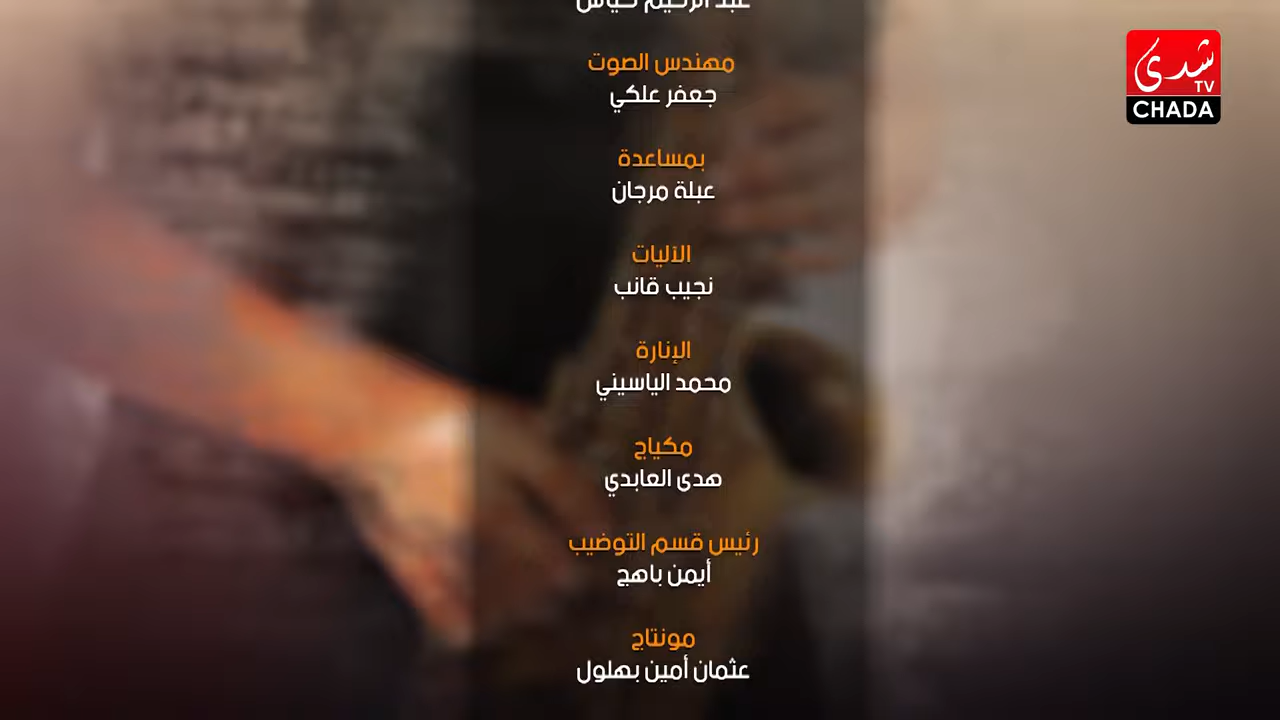 مهندس الصوت
جعفر علكي
بمساعدة
عبلة مرجان
الآليات
نجيب قانب
الإنارة
محمد الياسيني
مكياج
هدى العابدي
رئيس قسم التوضيب
أيمن باهج
مونتاج
عثمان أمين بهلول
شدى
TV
CHADA